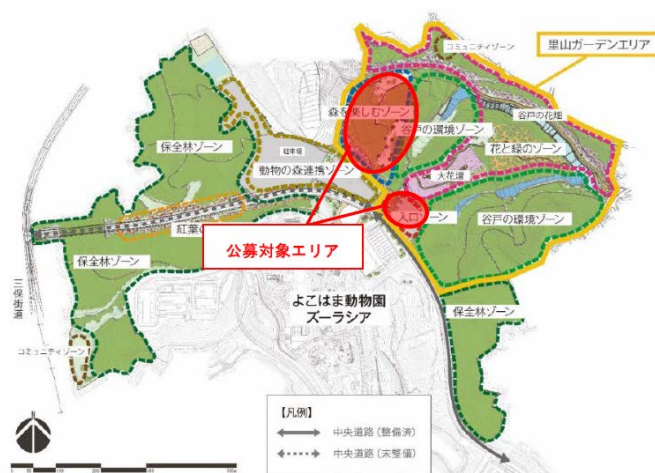 コミュニティゾーン
里山ガーデンエリア
森を楽しむゾーン
谷戸の環境ゾーン
谷戸の花畑
花と緑のゾーン
保全林ゾーン
駐車場
動物の森連携ゾーン
大花壇
入口
ーン
谷戸の環境ゾーン
紅葉の
公募対象エリア
保全林ゾーン
三保街道
よこはま動物園
ズーラシア
保全林ゾーン
コミュニティゾーン
【凡例】
中央道路(整備済)
中央道路(未整備)